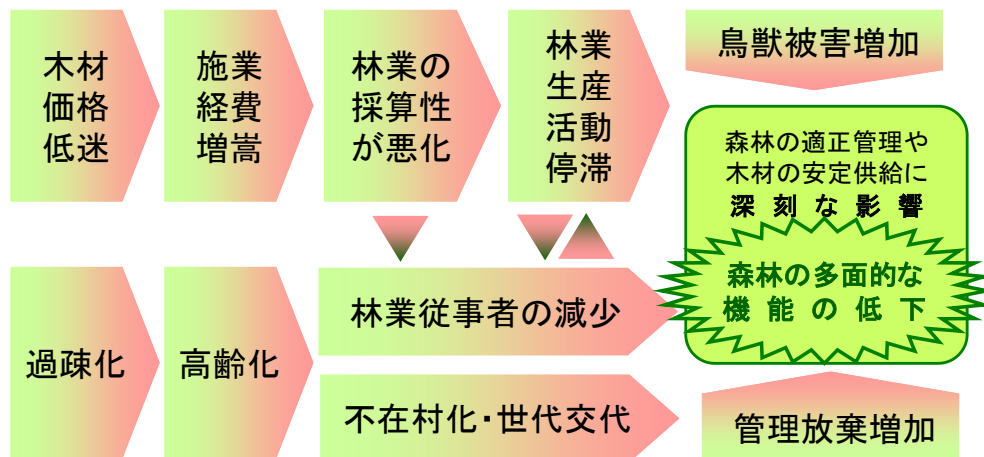 木材
価格
低迷
施業
経費
増嵩
林業の
採算性
が悪化
林業
生産
活動
停滞
鳥獣被害増加
森林の適正管理や
木材の安定供給に
深刻な影響
森林の多面的な
機能の低下
過疎化
高齢化
林業従事者の減少
不在村化・世代交代
管理放棄増加